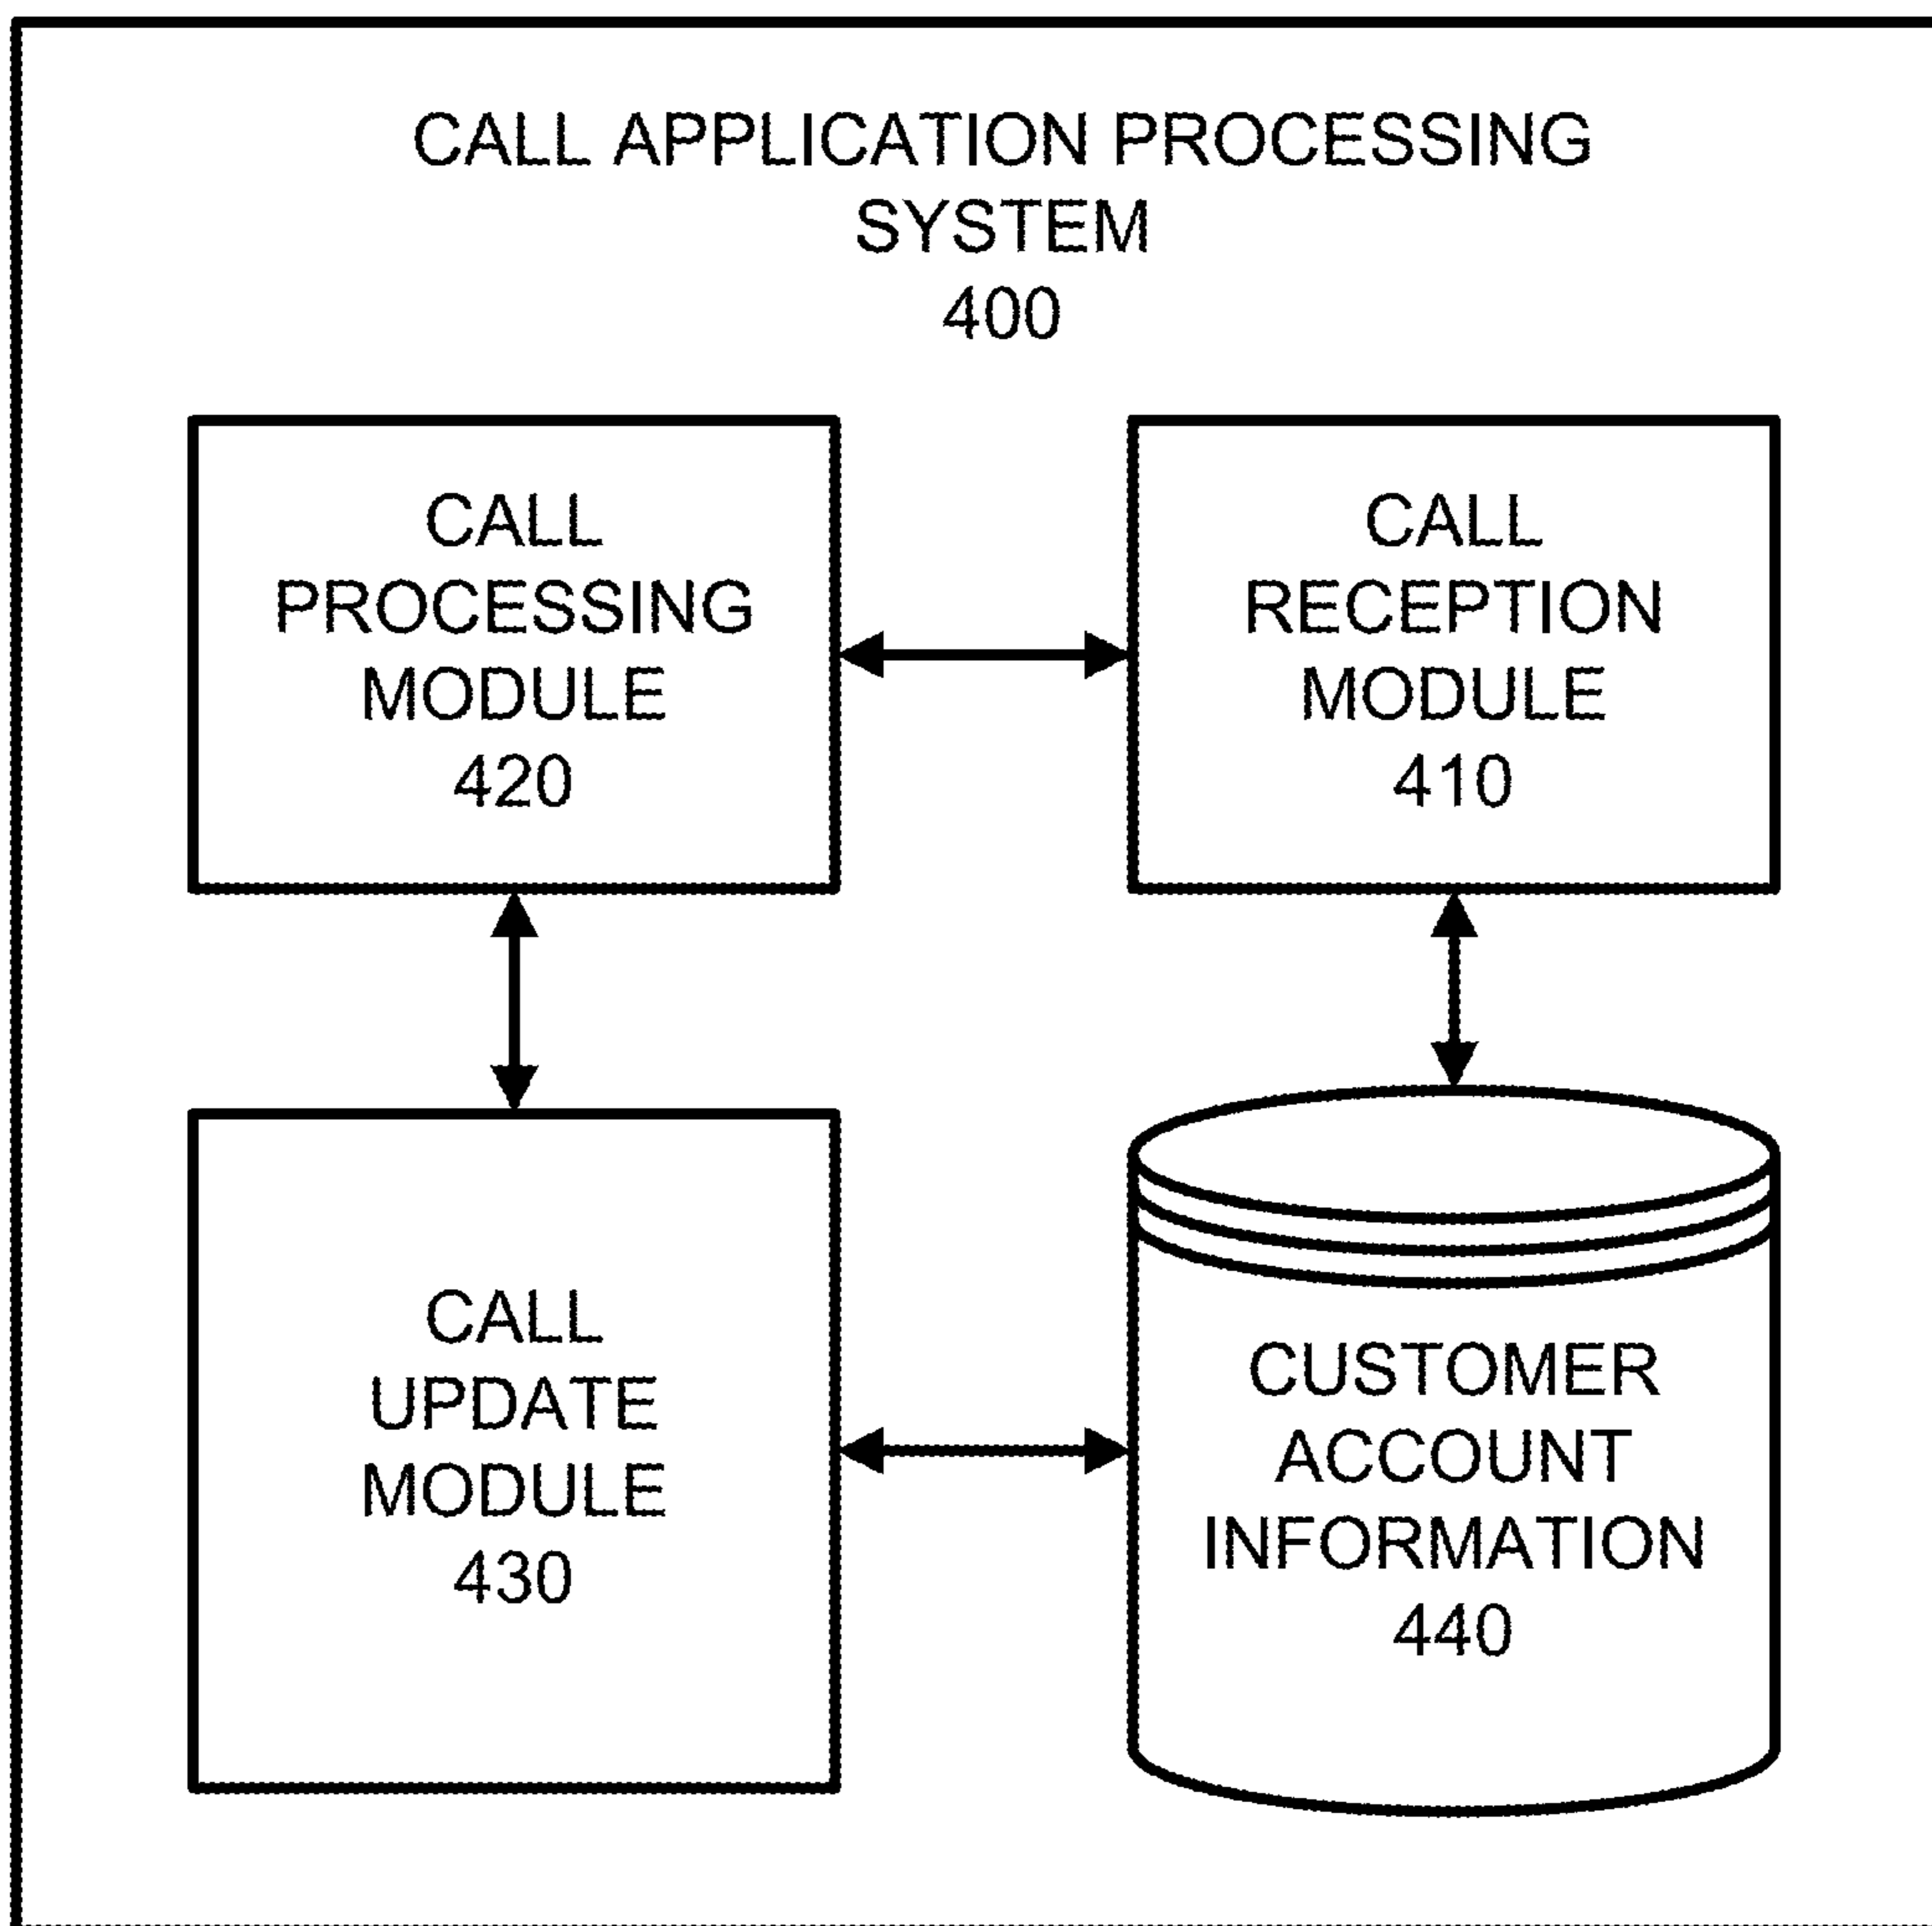 CALL APPLICATION PROCESSING
SYSTEM
400
CALL
PROCESSING
MODULE
420
CALL
RECEPTION
MODULE
410
CALL
UPDATE
MODULE
430
CUSTOMER
ACCOUNT
INFORMATION
440